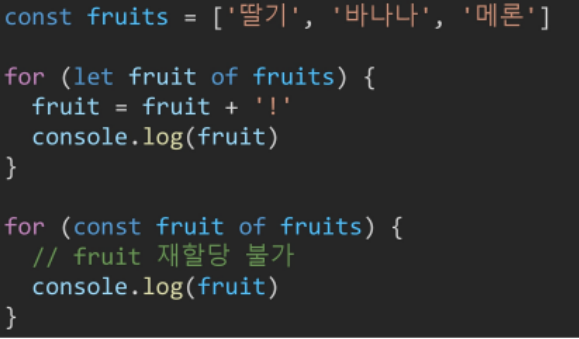 const fruits = ['딸기', '바나나', '메론']
for (let fruit of fruits) {
  fruit = fruit + '!'
  console.log(fruit)
}
for (const fruit of fruits) {
  // fruit 재할당 불가
  console.log(fruit)
}